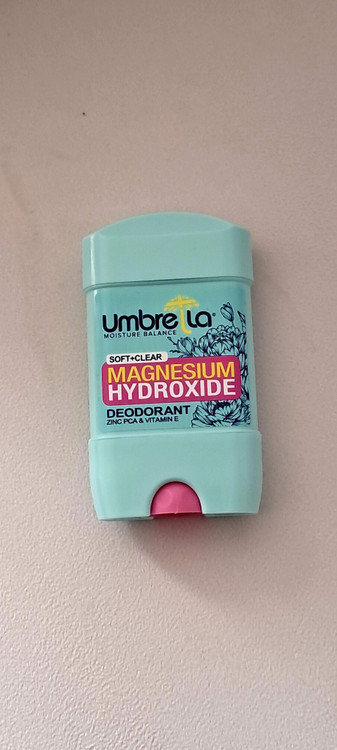 Umbrella®
MOISTURE BALANCE
SOFT+CLEAR
MAGNESIUM
HYDROXIDE
DEODORANT
ZINC PCA & VITAMIN E